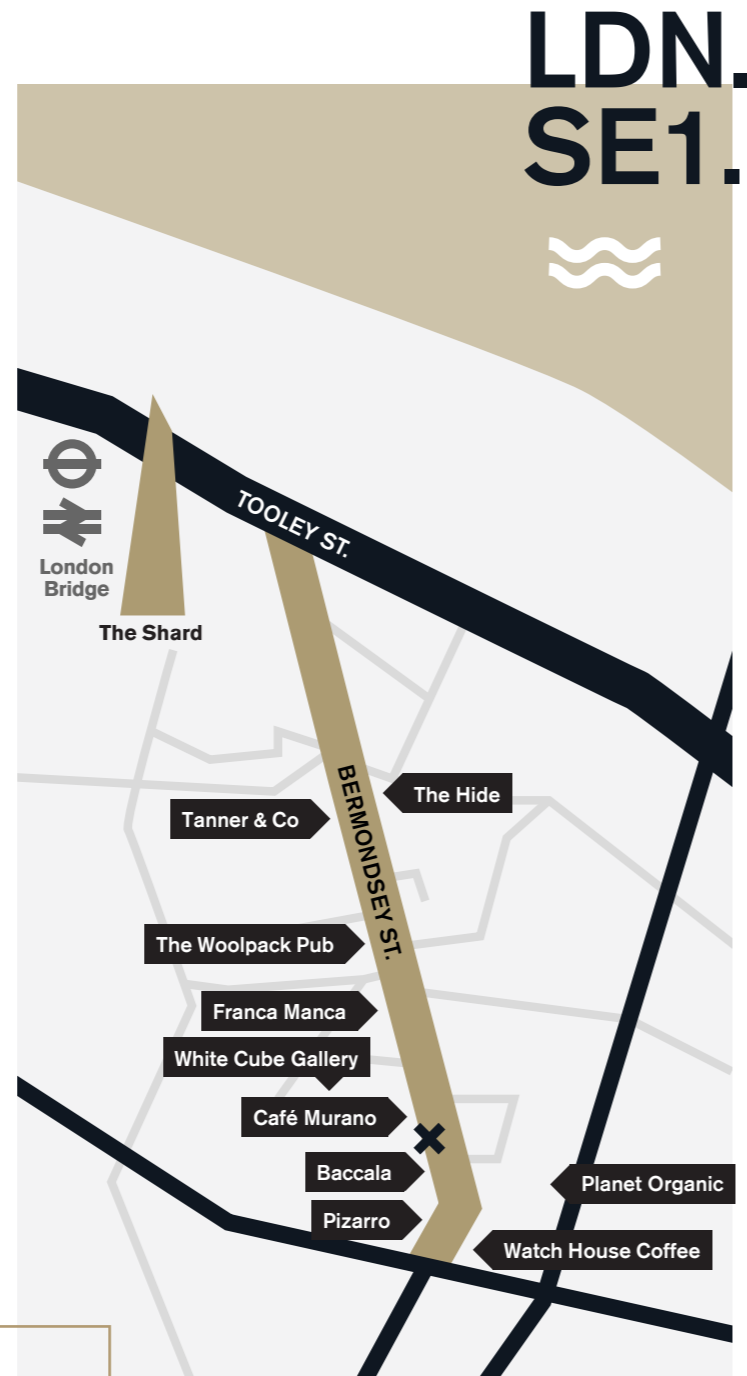 LDN.
SE1.
TOOLEY ST.
London
Bridge
The Shard
BERMONDSEY ST.
The Hide
Tanner & Co
The Woolpack Pub
Franca Manca
White Cube Gallery
Café Murano
Baccala
Planet Organic
Pizarro
Watch House Coffee